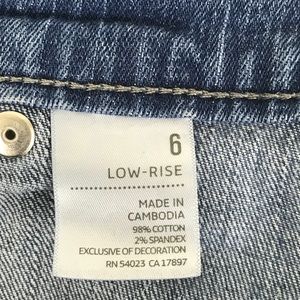 6
LOW-RISE
MADE IN
CAMBODIA
98% COTTON
2% SPANDEX
EXCLUSIVE OF DECORATION
RN 54023 CA 17897